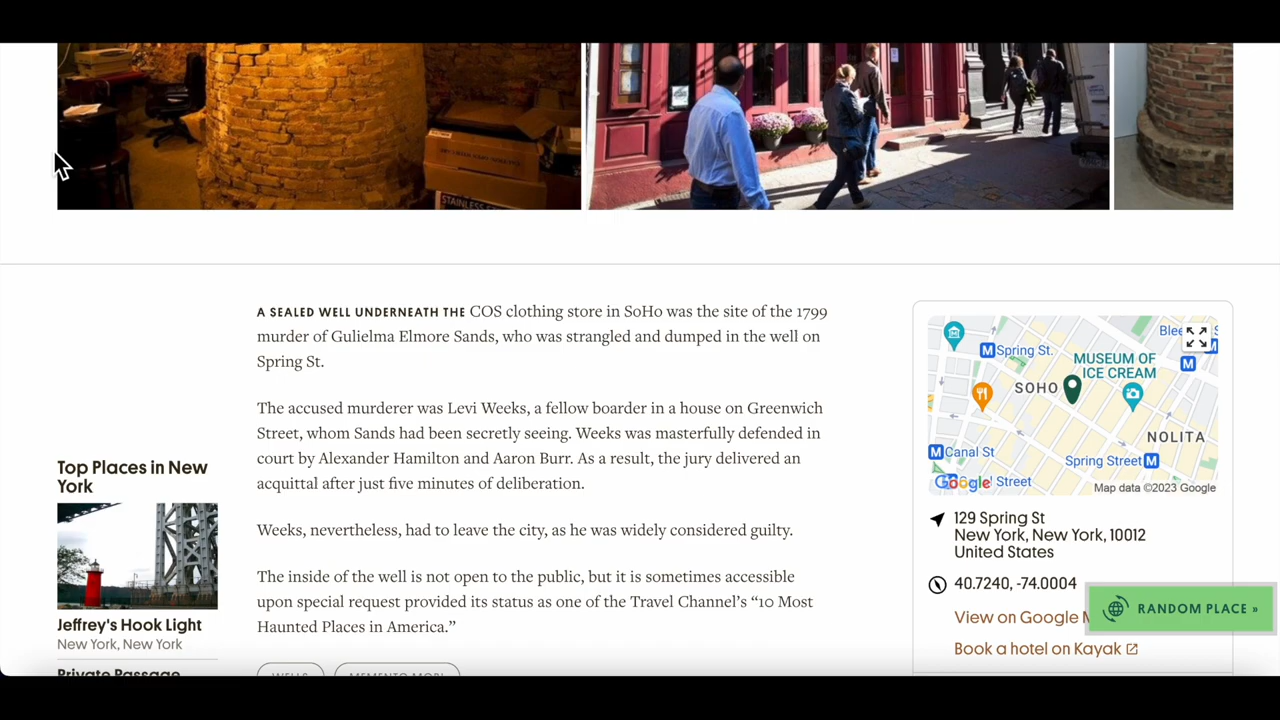 STAINLESS ST
A SEALED WELL UNDERNEATH THE COS clothing store in SoHo was the site of the 1799
murder of Gulielma Elmore Sands, who was strangled and dumped in the well on
Spring St.
The accused murderer was Levi Weeks, a fellow boarder in a house on Greenwich
Street, whom Sands had been secretly seeing. Weeks was masterfully defended in
court by Alexander Hamilton and Aaron Burr. As a result, the jury delivered an
acquittal after just five minutes of deliberation.
Weeks, nevertheless, had to leave the city, as he was widely considered guilty.
The inside of the well is not open to the public, but it is sometimes accessible
upon special request provided its status as one of the Travel Channel's “10 Most
Haunted Places in America.”
WELLS
MEMENTO MORI
Top Places in New
York
Jeffrey's Hook Light
New York, New York
Private Passage
Blee
M Spring St.
M
MUSEUM OF
ICE CREAM
SOHO
NOLITA
M Canal St
Spring Street M
Google
l Street
Map data ©2023 Google
129 Spring St
New York, New York, 10012
United States
40.7240, -74.0004
View on Google M
Book a hotel on Kayak
RANDOM PLACE »